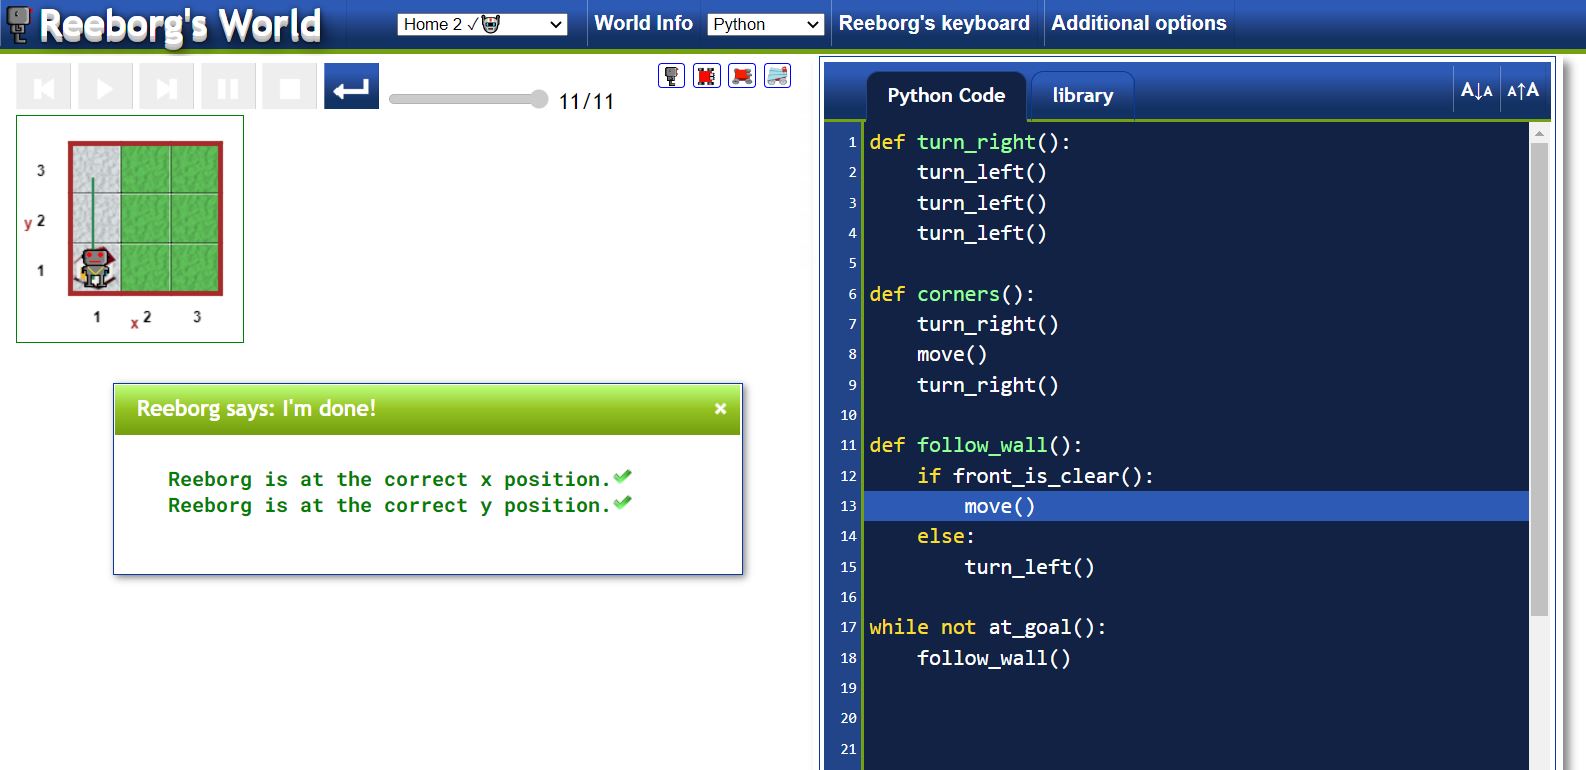 Reeborg's World
Home 2 ✓
World Info
Python
Reeborg's keyboard
Additional options
11/11
3
y 2
1
1 x 2 3
Reeborg says: I'm done!
×
Reeborg is at the correct x position.
Reeborg is at the correct y position.
Python Code
library
A↓A A↑A
1 def turn_right():
2     turn_left()
3     turn_left()
4     turn_left()
5
6 def corners():
7     turn_right()
8     move()
9     turn_right()
10
11 def follow_wall():
12     if front_is_clear():
13         move()
14     else:
15         turn_left()
16
17 while not at_goal():
18     follow_wall()
19
20
21